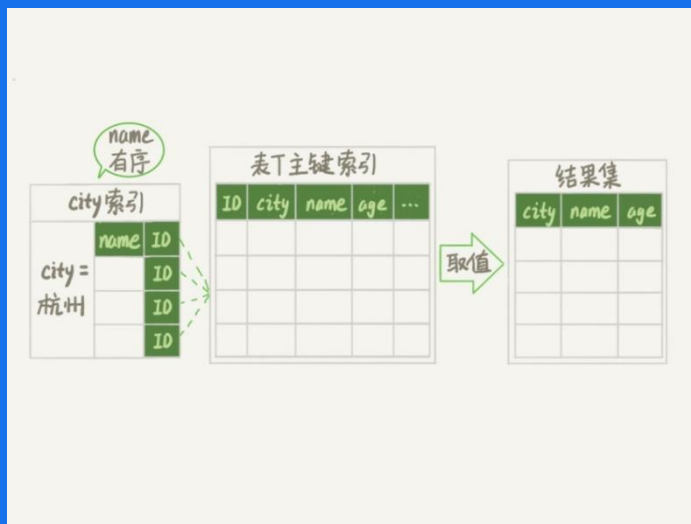 name
有序
city索引
name ID
city=
杭州
ID
ID
ID
表T主键索引
ID city name age ...
取值
结果集
city name age